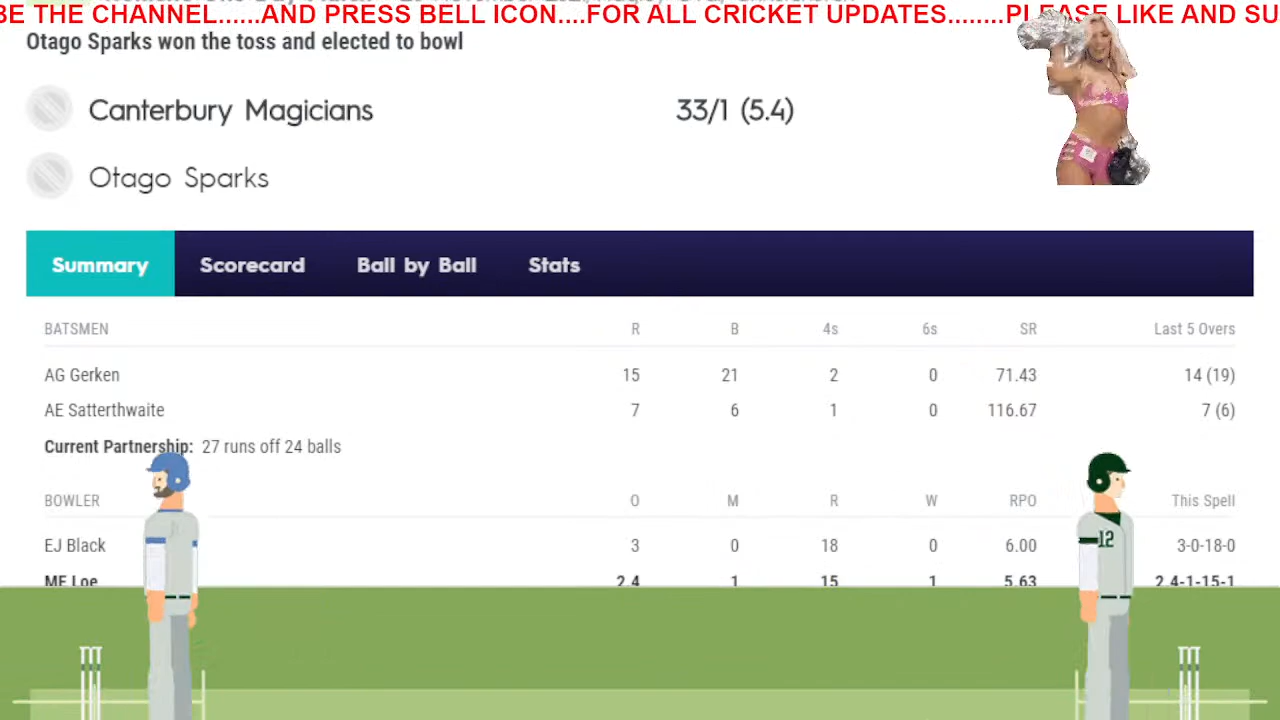 BE THE CHANNEL......AND PRESS BELL ICON....FOR ALL CRICKET UPDATES........PLEASE LIKE AND SU
Otago Sparks won the toss and elected to bowl
Canterbury Magicians 33/1 (5.4)
Otago Sparks
Summary Scorecard Ball by Ball Stats
BATSMEN R B 4s 6s SR Last 5 Overs
AG Gerken 15 21 2 0 71.43 14 (19)
AE Satterthwaite 7 6 1 0 116.67 7 (6)
Current Partnership: 27 runs off 24 balls
BOWLER O M R W RPO This Spell
EJ Black 3 0 18 0 6.00 3-0-18-0
ME Loe 2.4 1 15 1 5.63 2.4-1-15-1
12